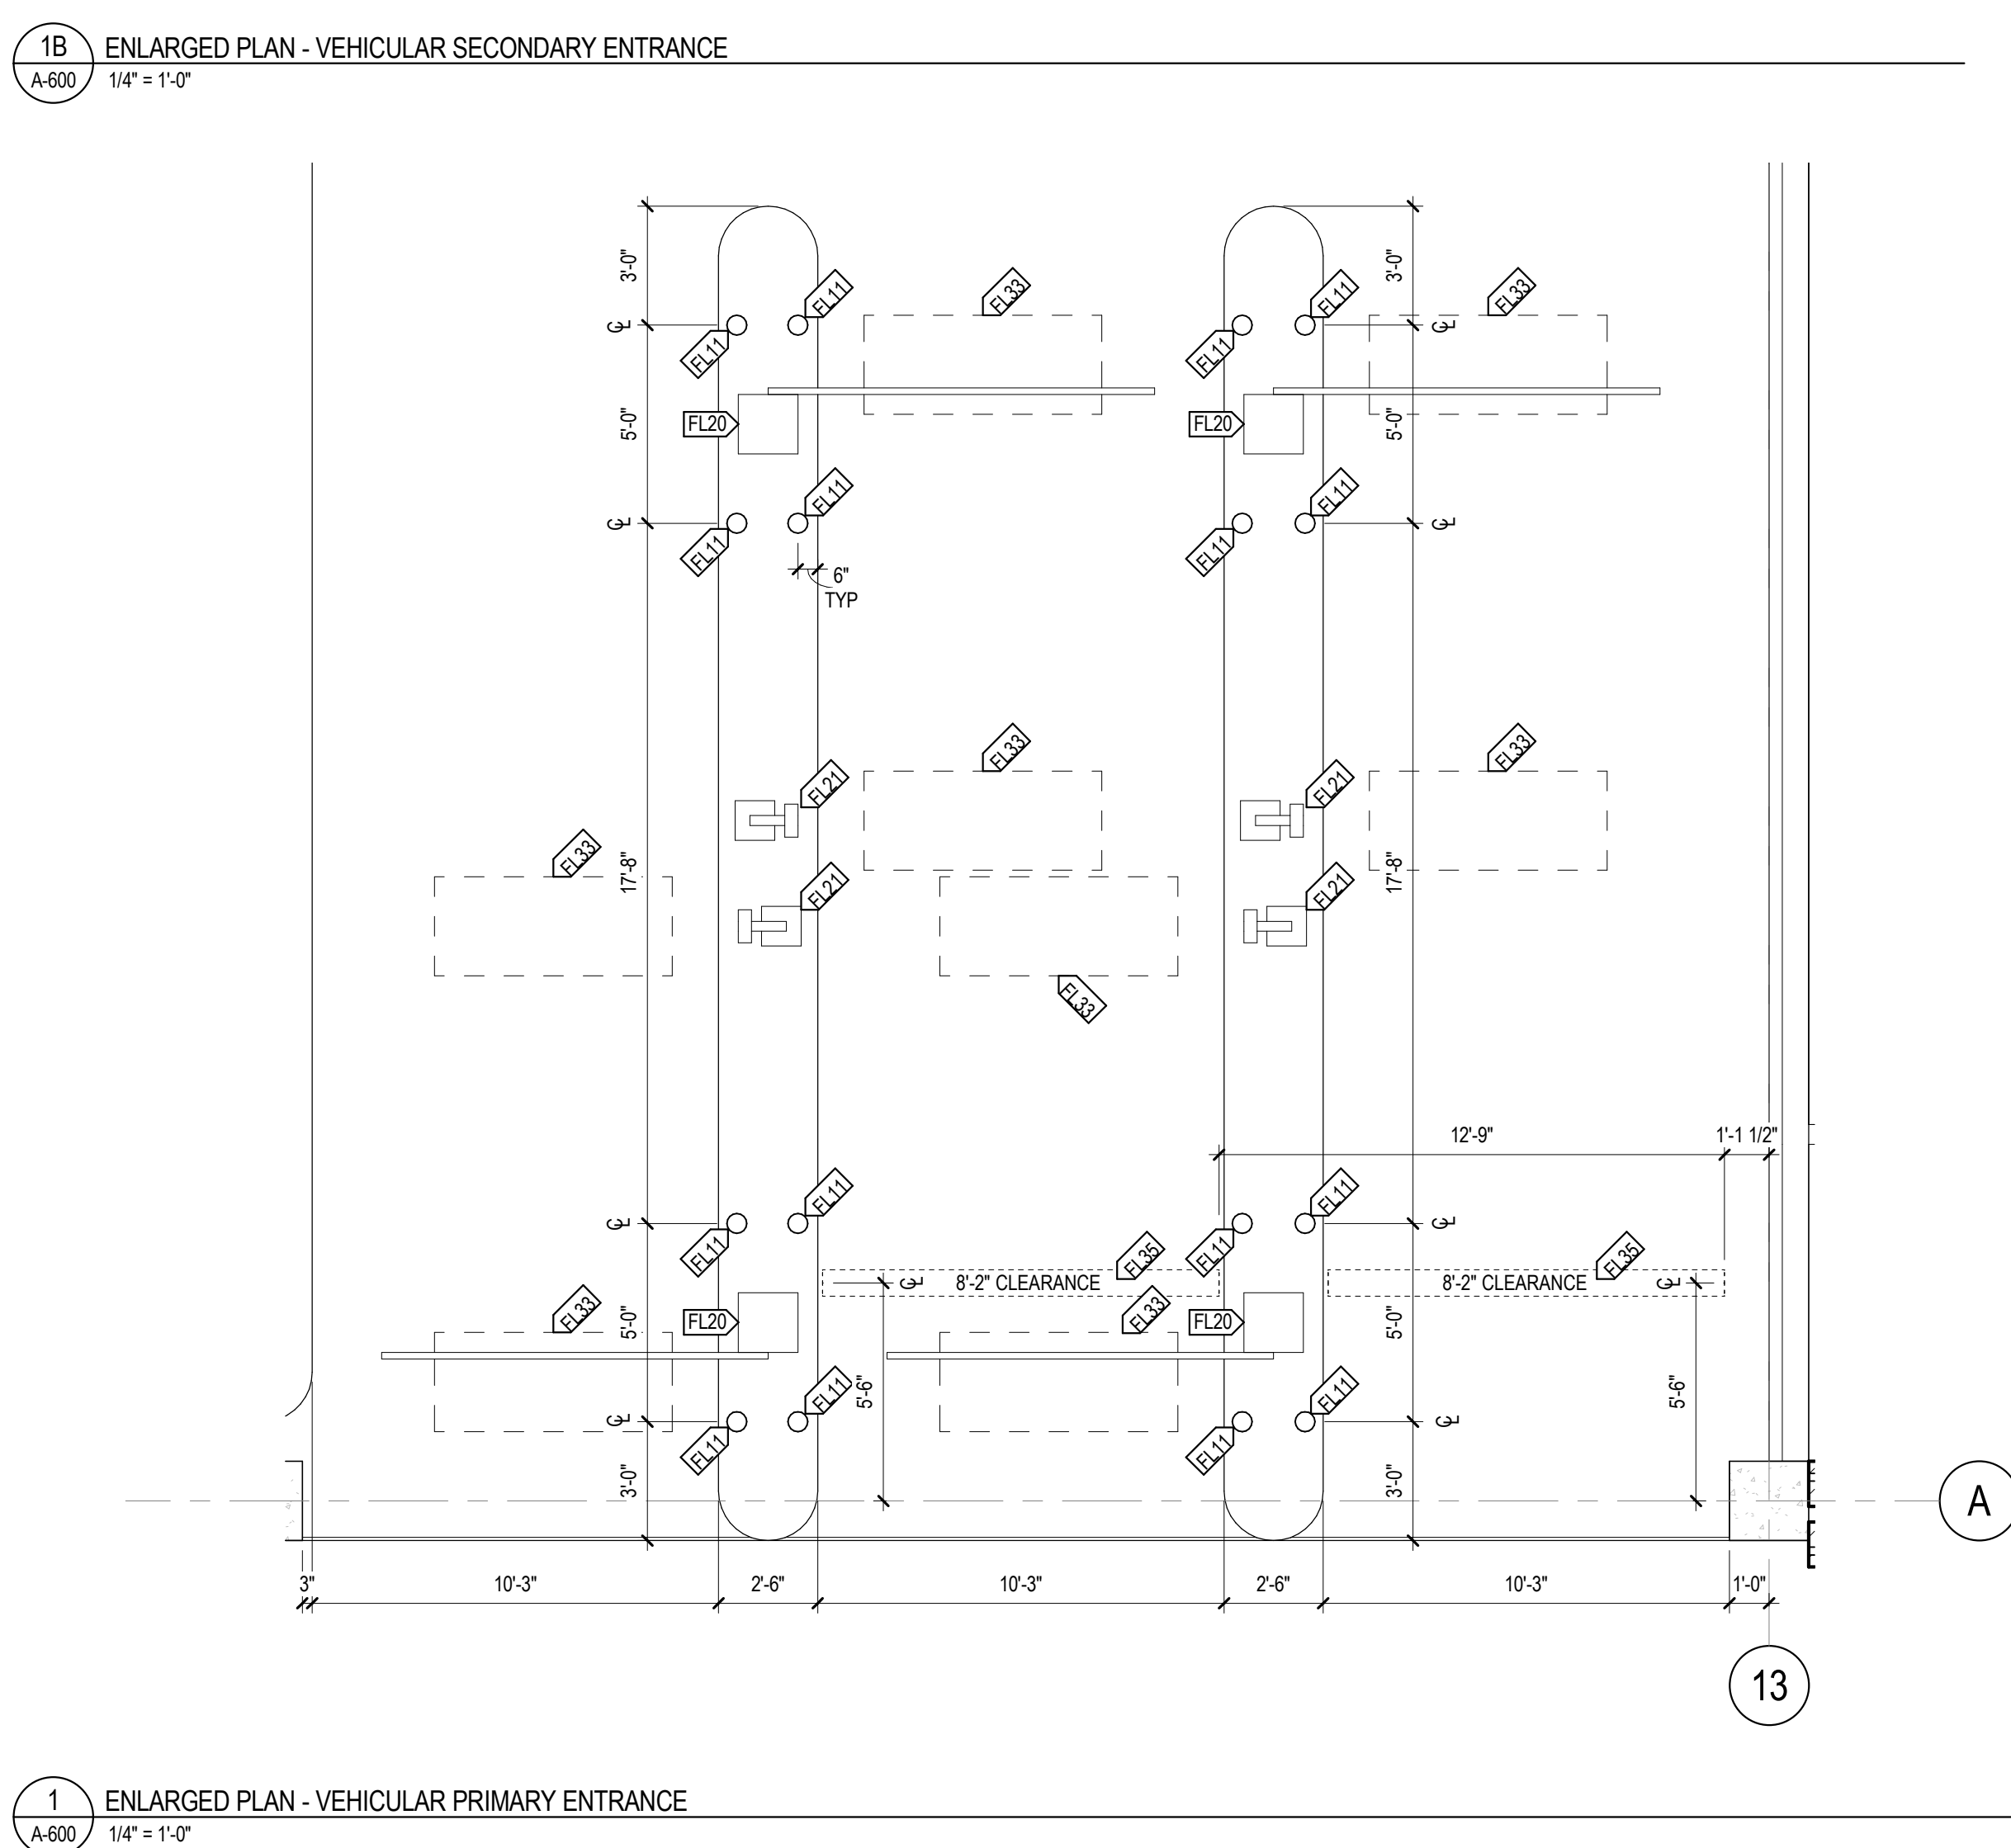 1B
ENLARGED PLAN - VEHICULAR SECONDARY ENTRANCE
A-600
1/4" = 1'-0"
3'-0"
FL11
FL33
3'-0"
FL11
FL33
℄
FL11
FL11
℄
5'-0"
FL20
FL20
5'-0"
FL11
FL11
℄
FL11
FL11
℄
6"
TYP
FL33
FL33
FL21
FL21
FL33
17'-8"
17'-8"
FL21
FL21
FL33
12'-9"
1'-1 1/2"
FL11
FL11
℄
FL11
FL11
℄
FL35
FL35
℄
8'-2" CLEARANCE
8'-2" CLEARANCE
℄
FL33
5'-0"
FL20
FL33
FL20
5'-0"
FL11
5'-6"
FL11
5'-6"
℄
FL11
FL11
℄
3'-0"
3'-0"
A
3"
10'-3"
2'-6"
10'-3"
2'-6"
10'-3"
1'-0"
13
1
ENLARGED PLAN - VEHICULAR PRIMARY ENTRANCE
A-600
1/4" = 1'-0"